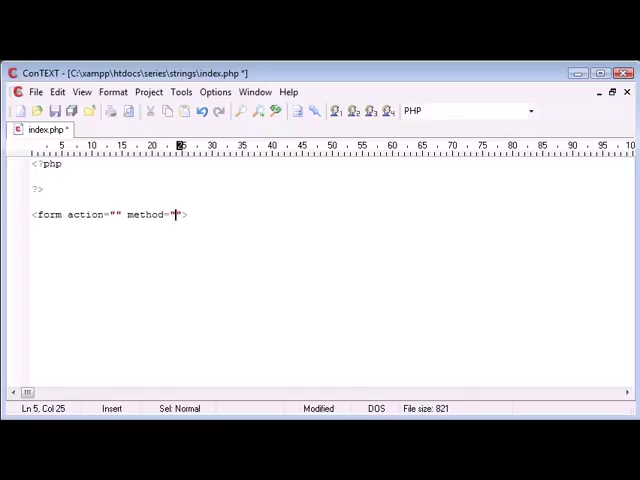 ConTEXT - [C:\xampp\htdocs\series\strings\index.php *]
File Edit View Format Project Tools Options Window Help
PHP
index.php *
5 10 15 20 25 30 35 40 45 50 55 60 65 70 75 80 85 90 95 10
<?php
?>
<form action="" method="">
Ln 5, Col 25 Insert Sel: Normal Modified DOS File size: 821